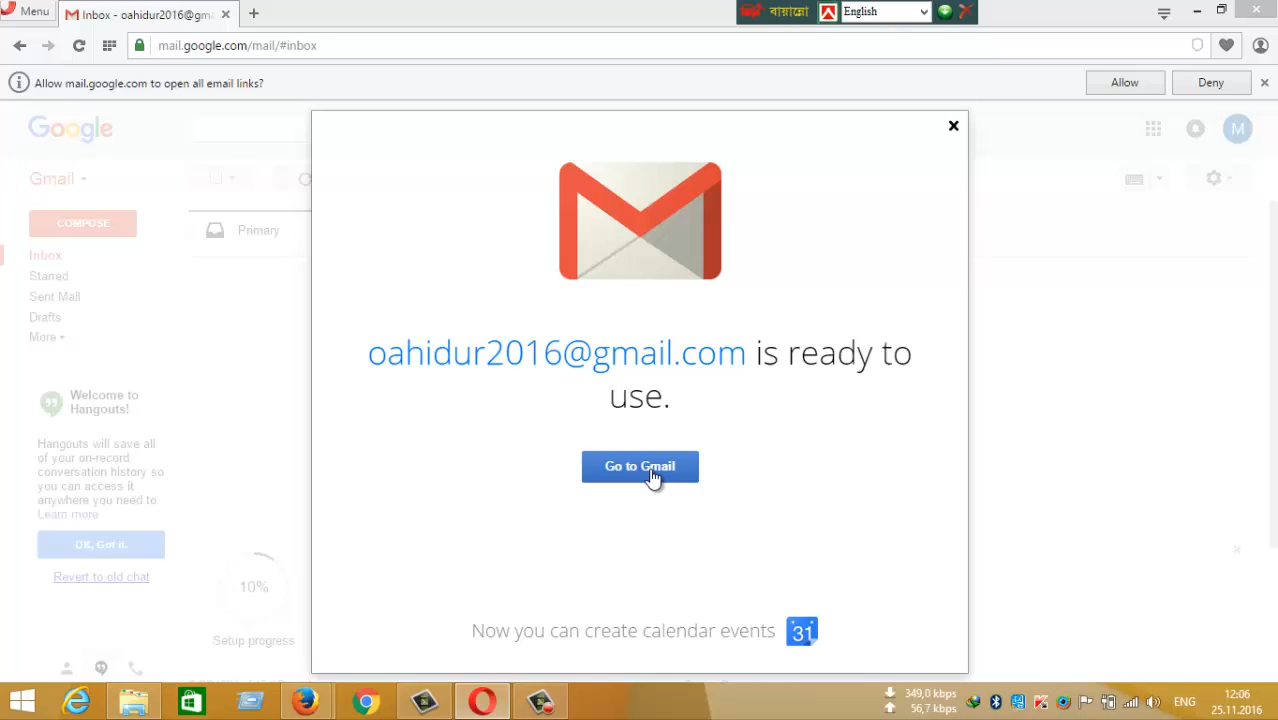 Menu
Inbox - oahidur2016@gma
বায়ান্নো
English
mail.google.com/mail/#inbox
Allow mail.google.com to open all email links?
Allow
Deny
Google
M
Gmail
COMPOSE
Primary
Inbox
Starred
Sent Mail
Drafts
More
oahidur2016@gmail.com is ready to
use.
Go to Gmail
Welcome to
Hangouts!
Hangouts will save all
of your on-record
conversation history so
you can access it
anywhere you need to
Learn more
OK, Got it.
Revert to old chat
10%
Setup progress
Now you can create calendar events
31
349,0 kbps
56,7 kbps
ENG
12:06
25.11.2016